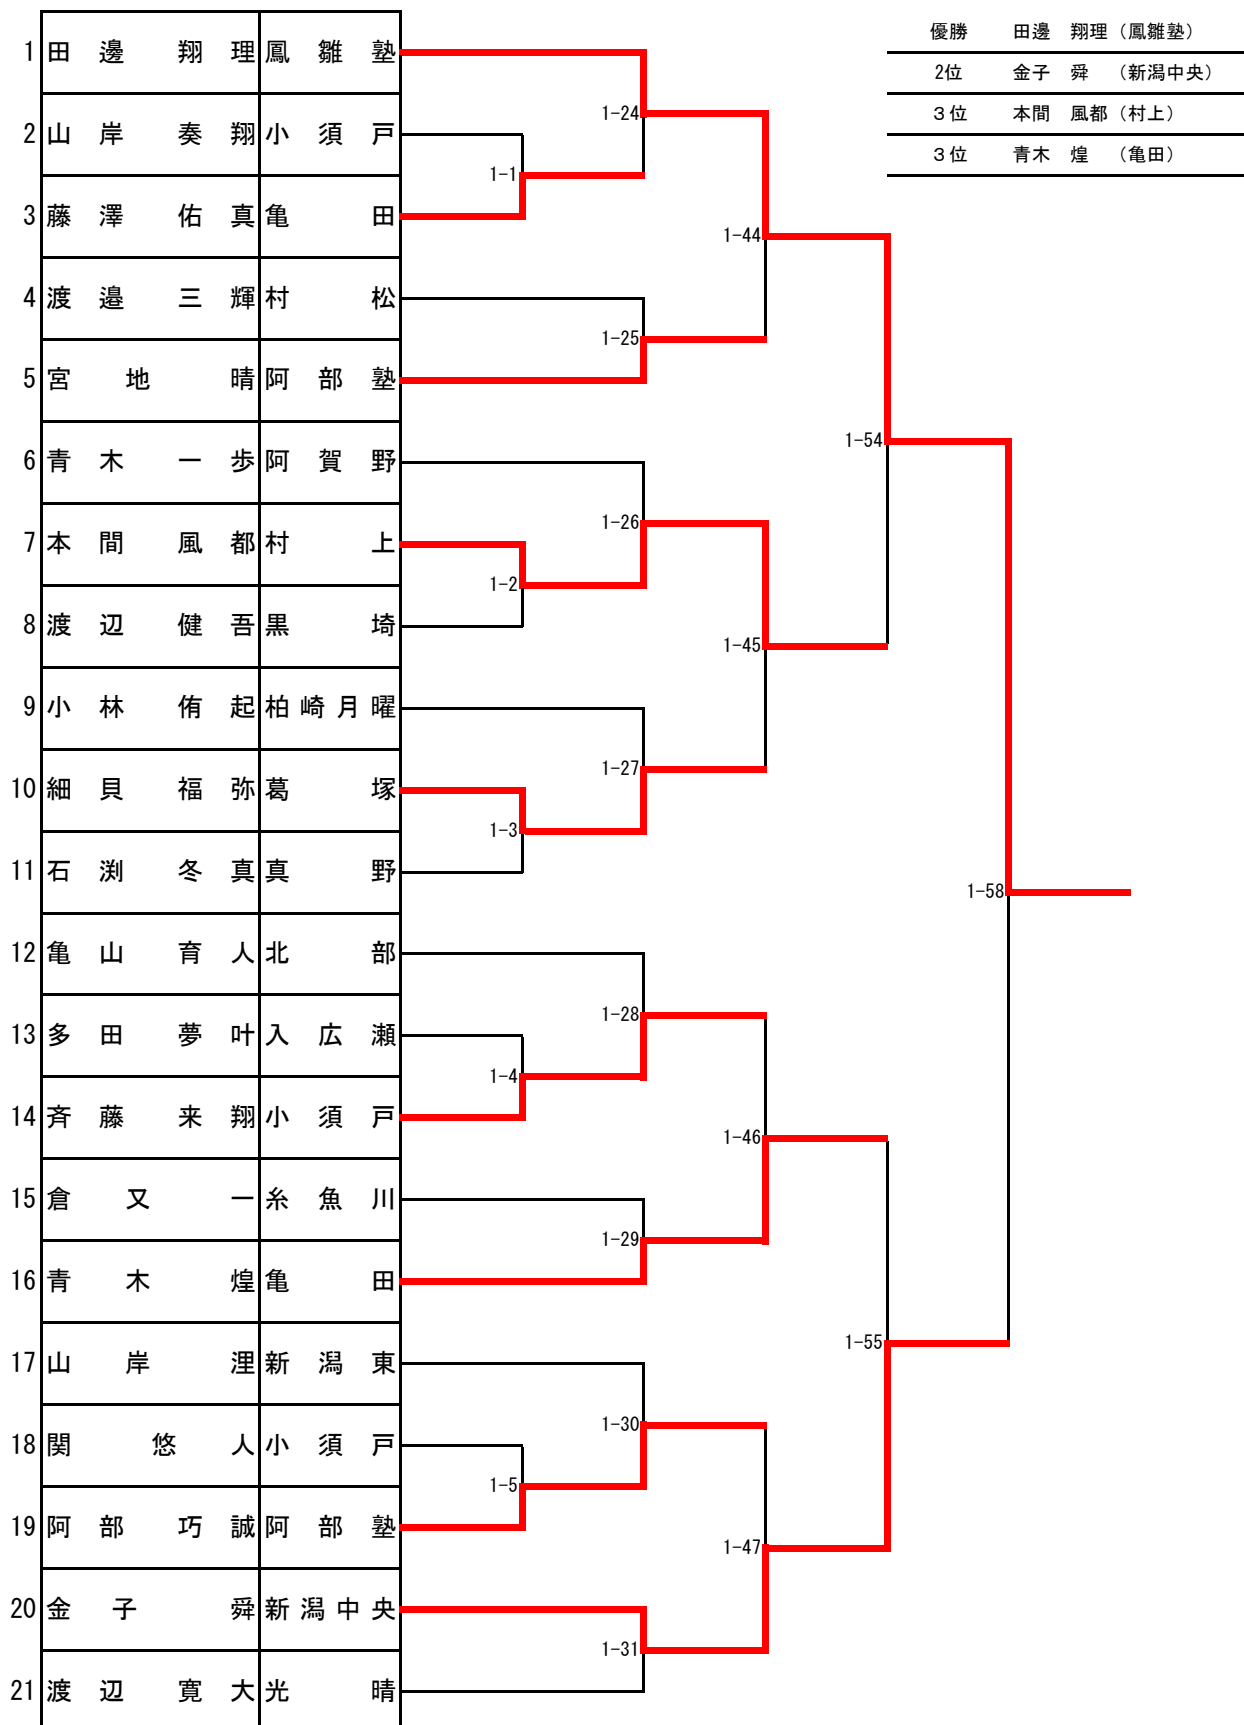 優勝 田邊 翔理 (鳳雛塾)
2位 金子 舜 (新潟中央)
３位 本間 風都 (村上)
３位 青木 煌 (亀田)
1 田邊 翔理 鳳雛塾
2 山岸 奏翔 小須戸
3 藤澤 佑真 亀田
4 渡邉 三輝 村松
5 宮地 晴 阿部塾
6 青木 一歩 阿賀野
7 本間 風都 村上
8 渡辺 健吾 黒埼
9 小林 侑起 柏崎月曜
10 細貝 福弥 葛塚
11 石渕 冬真 真野
12 亀山 育人 北部
13 多田 夢叶 入広瀬
14 斉藤 来翔 小須戸
15 倉又 一 糸魚川
16 青木 煌 亀田
17 山岸 浬 新潟東
18 関 悠人 小須戸
19 阿部 巧誠 阿部塾
20 金子 舜 新潟中央
21 渡辺 寛大 光晴
1-1
1-2
1-3
1-4
1-5
1-24
1-25
1-26
1-27
1-28
1-29
1-30
1-31
1-44
1-45
1-46
1-47
1-54
1-55
1-58